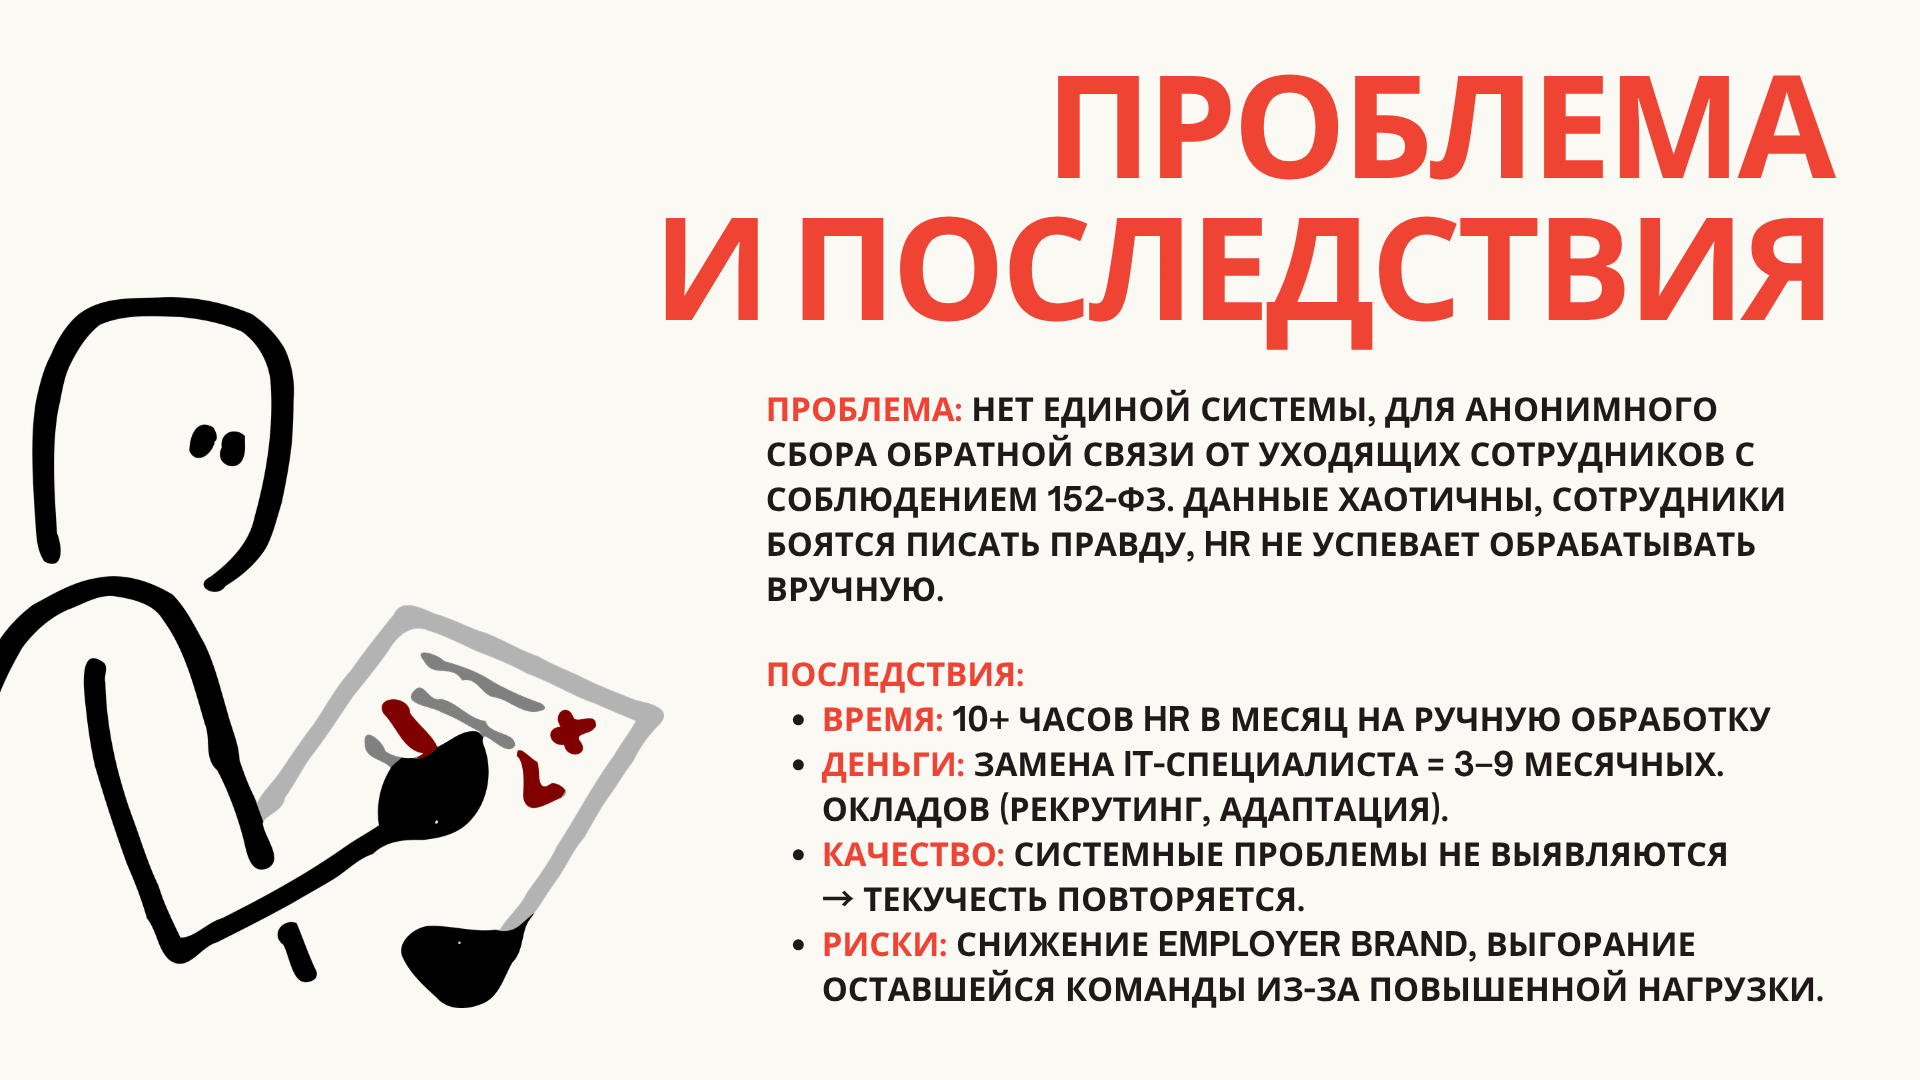 ПРОБЛЕМА
И ПОСЛЕДСТВИЯ
ПРОБЛЕМА: НЕТ ЕДИНОЙ СИСТЕМЫ, ДЛЯ АНОНИМНОГО
СБОРА ОБРАТНОЙ СВЯЗИ ОТ УХОДЯЩИХ СОТРУДНИКОВ С
СОБЛЮДЕНИЕМ 152-ФЗ. ДАННЫЕ ХАОТИЧНЫ, СОТРУДНИКИ
БОЯТСЯ ПИСАТЬ ПРАВДУ, HR НЕ УСПЕВАЕТ ОБРАБАТЫВАТЬ
ВРУЧНУЮ.
ПОСЛЕДСТВИЯ:
• ВРЕМЯ: 10+ ЧАСОВ HR В МЕСЯЦ НА РУЧНУЮ ОБРАБОТКУ
• ДЕНЬГИ: ЗАМЕНА IT-СПЕЦИАЛИСТА = 3–9 МЕСЯЧНЫХ.
ОКЛАДОВ (РЕКРУТИНГ, АДАПТАЦИЯ).
• КАЧЕСТВО: СИСТЕМНЫЕ ПРОБЛЕМЫ НЕ ВЫЯВЛЯЮТСЯ
→ ТЕКУЧЕСТЬ ПОВТОРЯЕТСЯ.
• РИСКИ: СНИЖЕНИЕ EMPLOYER BRAND, ВЫГОРАНИЕ
ОСТАВШЕЙСЯ КОМАНДЫ ИЗ-ЗА ПОВЫШЕННОЙ НАГРУЗКИ.